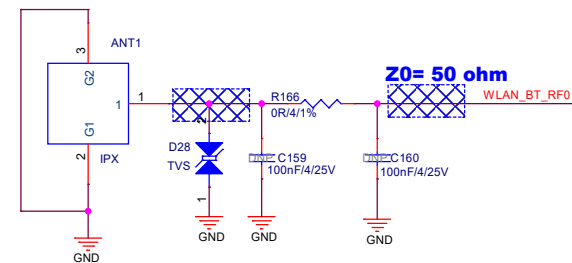 ANT1
3
G2
1
1
G1
2
IPX
GND
Z0= 50 ohm
WLAN_BT_RF0
R166
0R/4/1%
2
D28
TVS
1
GND
DNP
C159
100nF/4/25V
GND
DNP
C160
100nF/4/25V
GND